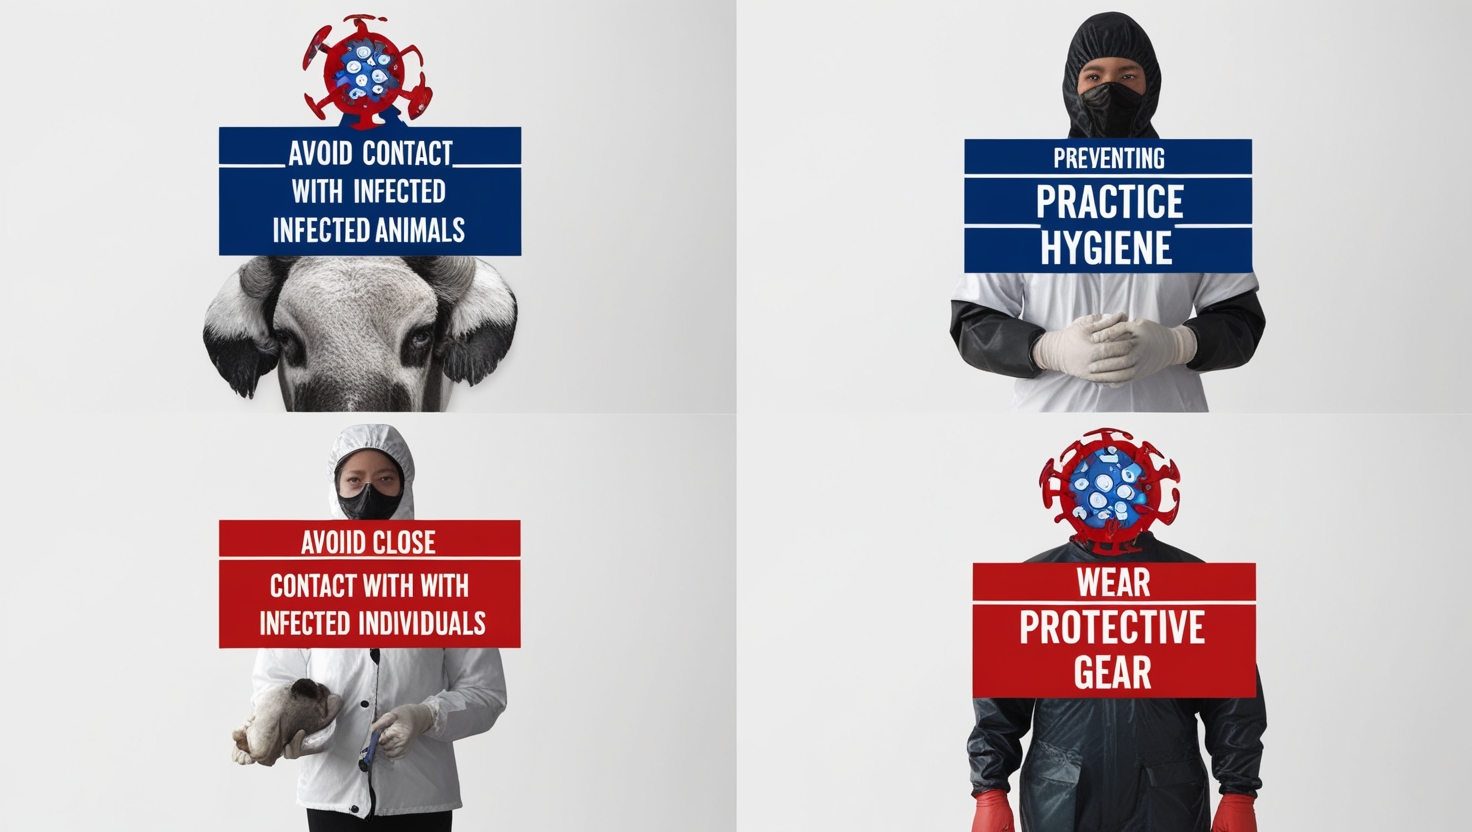 AVOID CONTACT
WITH INFECTED
INFECTED ANIMALS
PREVENTING
PRACTICE
HYGIENE
AVOIID CLOSE
CONTACT WITH WITH
INFECTED INDIVIDUALS
WEAR
PROTECTIVE
GEAR